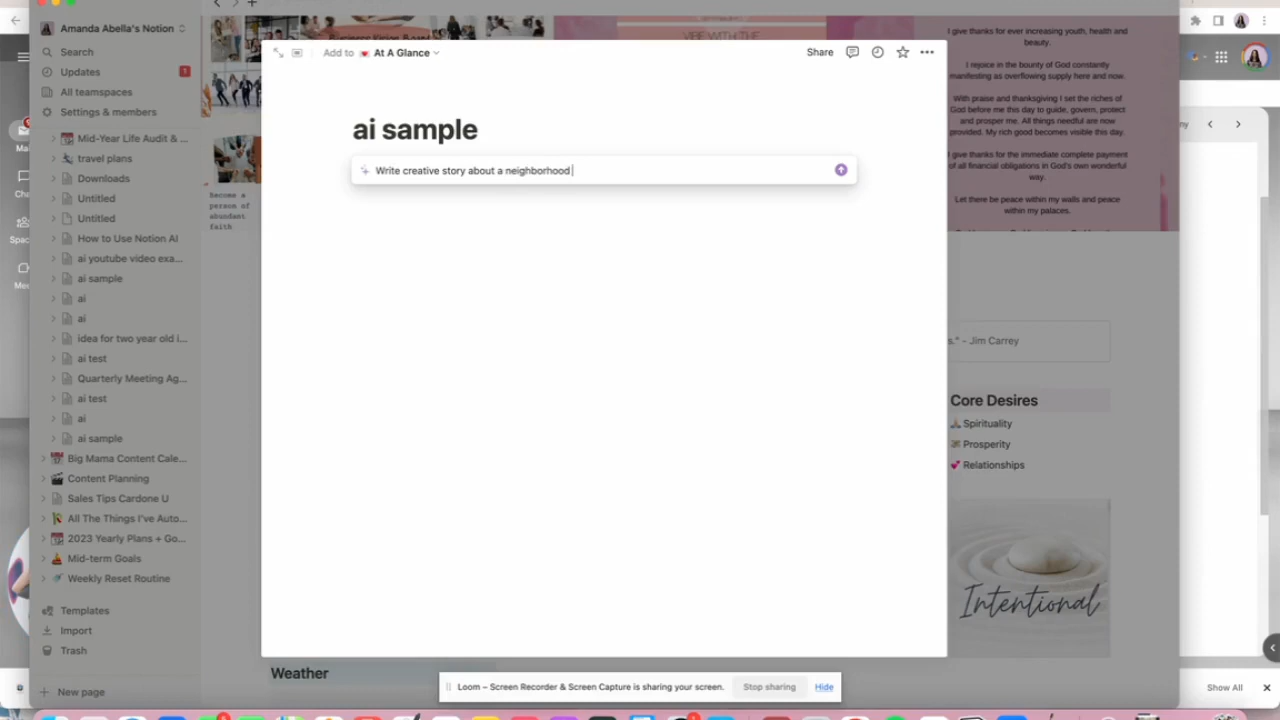 Amanda Abella's Notion
Search
Updates
1
All teamspaces
Settings & members
Mid-Year Life Audit & ...
travel plans
Downloads
Untitled
Untitled
How to Use Notion AI
ai youtube video exa...
ai sample
ai
ai
idea for two year old i...
ai test
Quarterly Meeting Ag...
ai test
ai
ai sample
Big Mama Content Cale...
Content Planning
Sales Tips Cardone U
All The Things I've Auto...
2023 Yearly Plans + Go...
Mid-term Goals
Weekly Reset Routine
Templates
Import
Trash
New page
become a
person of
abundant
faith
VIBE WITH THE
Add to
At A Glance
Share
ai sample
Write creative story about a neighborhood
I give thanks for ever increasing youth, health and
beauty.
I rejoice in the bounty of God constantly
manifesting as overflowing supply here and now.
With praise and thanksgiving I set the riches of
God before me this day to guide, govern, protect
and prosper me. All things needful are now
provided. My rich good becomes visible this day.
give thanks for the immediate complete payment
of all financial obligations in God's own wonderful
way.
Let there be peace within my walls and peace
within my palaces.
s." - Jim Carrey
Core Desires
Spirituality
Prosperity
Relationships
Intentional
Weather
Loom – Screen Recorder & Screen Capture is sharing your screen.
Stop sharing
Hide
Show All